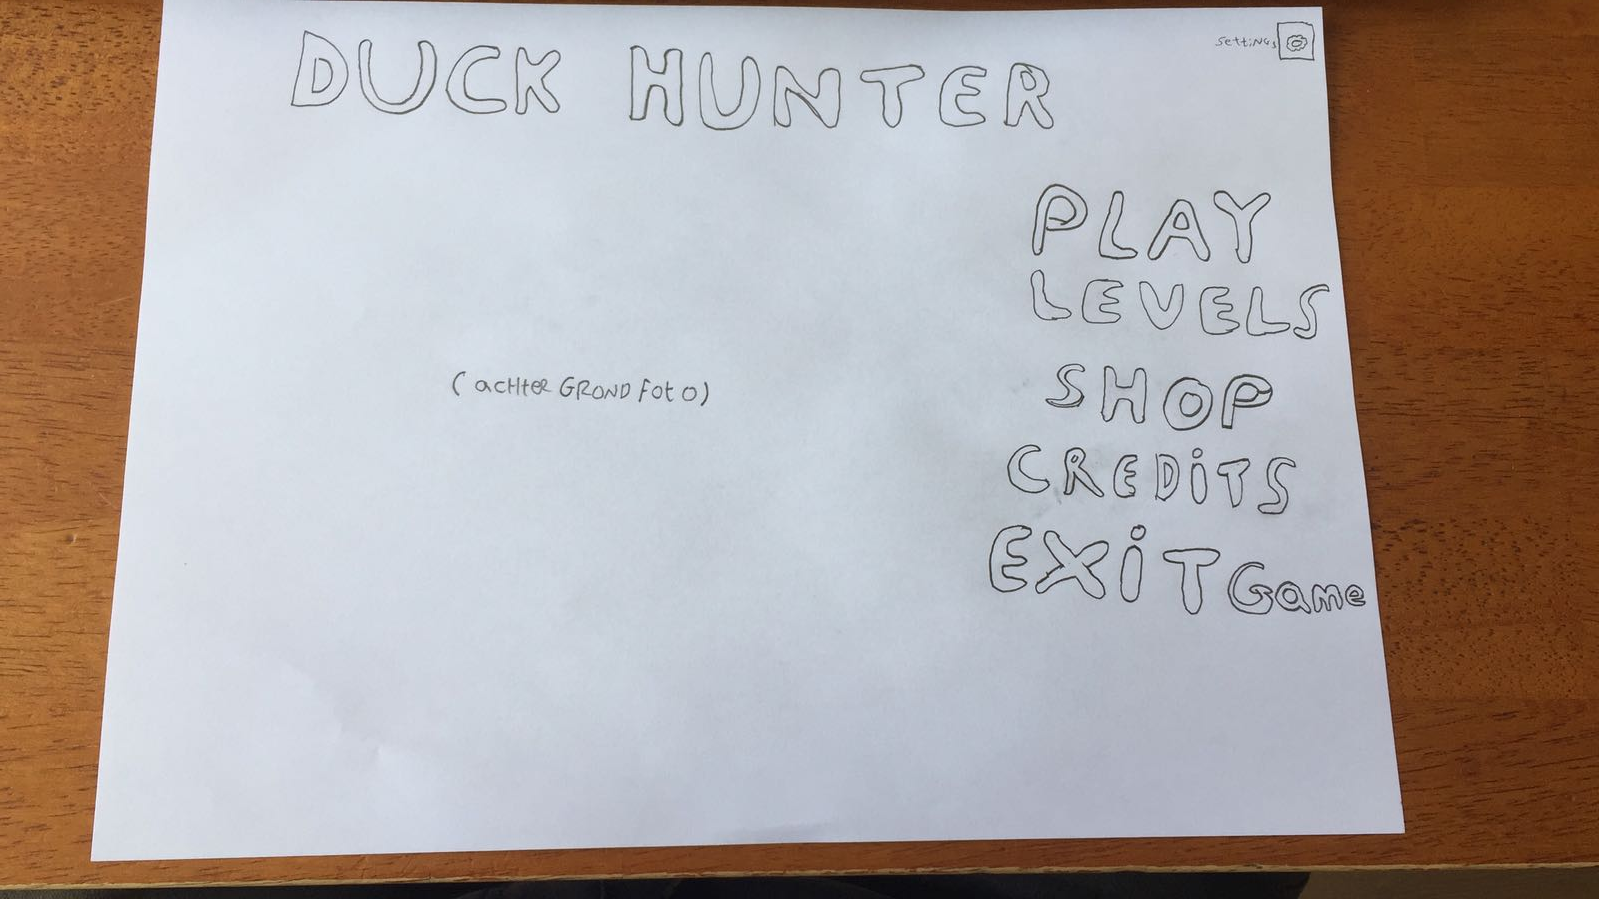 DUCK HUNTER
SettiNGs
PLAY
LEVELS
SHOP
CREDiTS
EXiT Game
(acHteR GROND Foto)